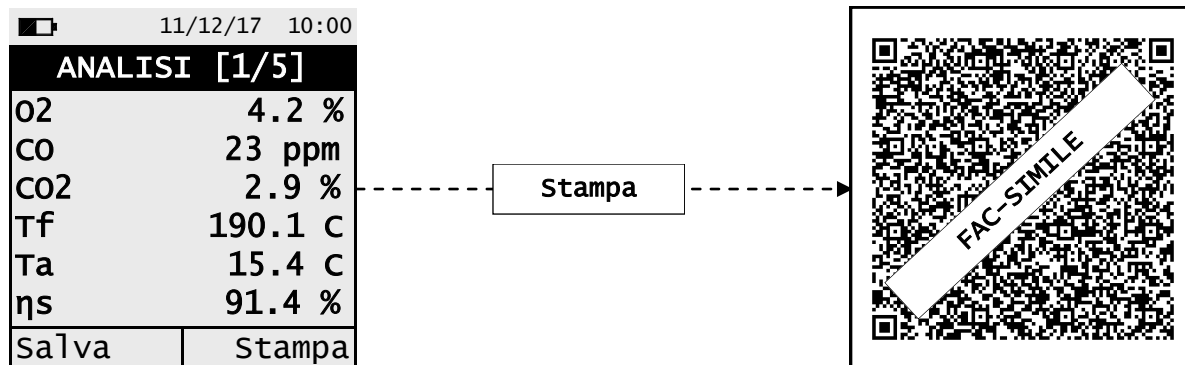 11/12/17 10:00
ANALISI [1/5]
O2 4.2 %
CO 23 ppm
CO2 2.9 %
Tf 190.1 C
Ta 15.4 C
ηs 91.4 %
Salva Stampa
Stampa
FAC-SIMILE